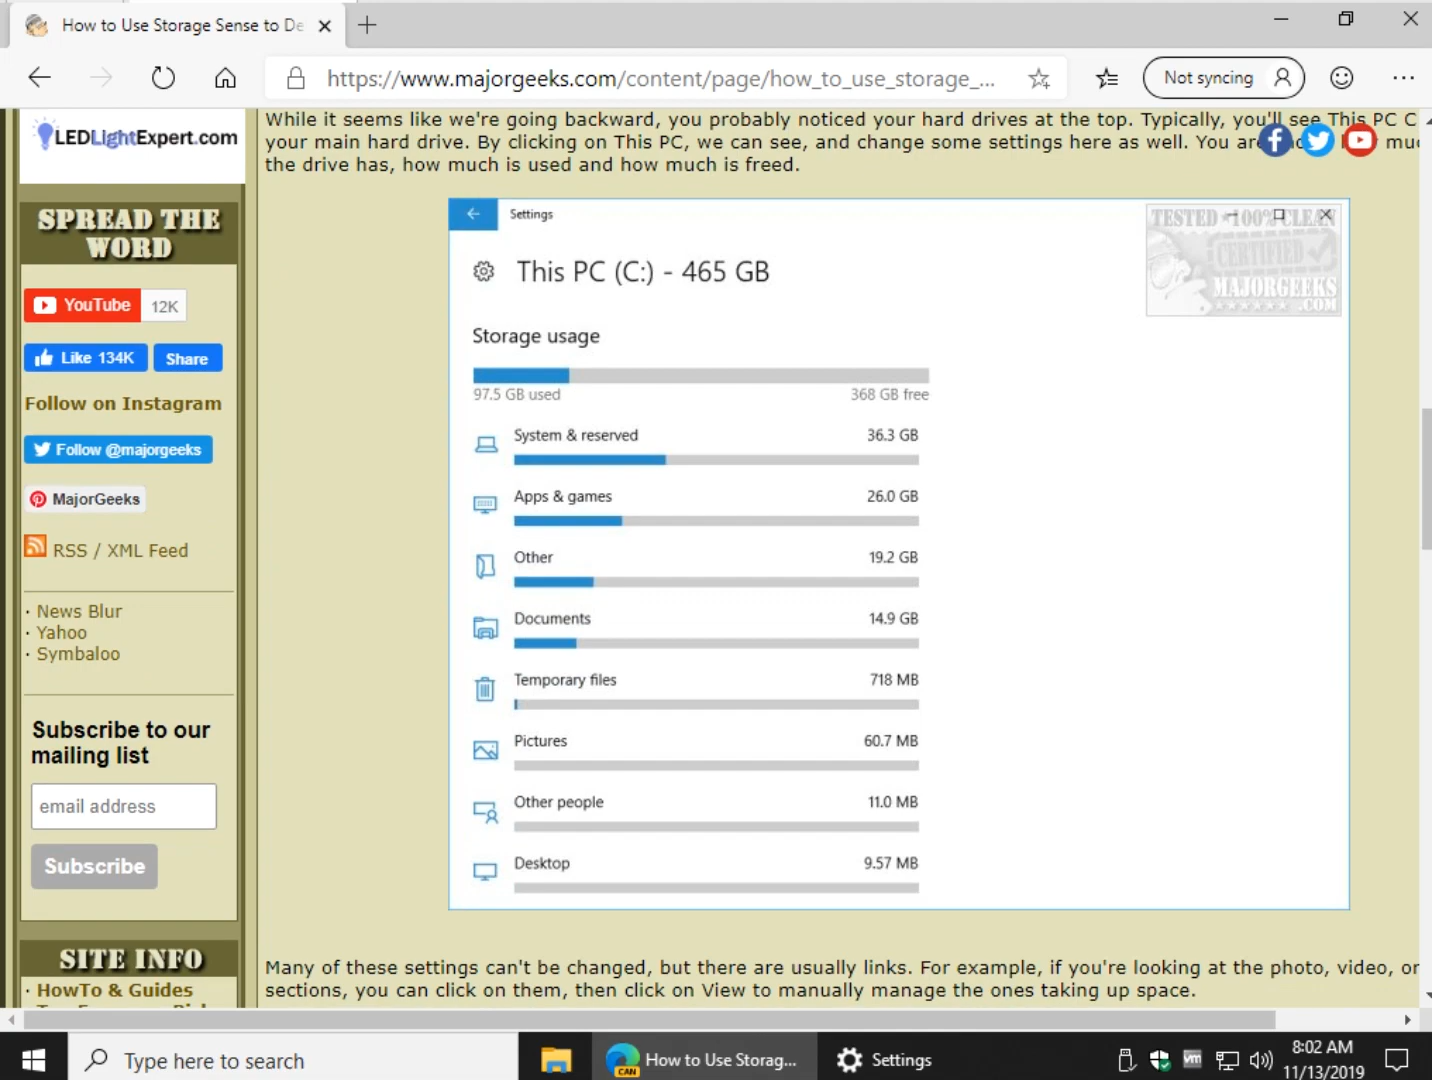 How to Use Storage Sense to De
https://www.majorgeeks.com/content/page/how_to_use_storage_...
Not syncing
LEDLightExpert.com
SPREAD THE
WORD
YouTube 12K
Like 134K Share
Follow on Instagram
Follow @majorgeeks
MajorGeeks
RSS / XML Feed
· News Blur
· Yahoo
· Symbaloo
Subscribe to our
mailing list
email address
Subscribe
SITE INFO
· HowTo & Guides
While it seems like we're going backward, you probably noticed your hard drives at the top. Typically, you'll see This PC C
your main hard drive. By clicking on This PC, we can see, and change some settings here as well. You are
the drive has, how much is used and how much is freed.
Settings
TESTED 100% CLEAN
CERTIFIED
MAJORGEEKS
.COM
This PC (C:) - 465 GB
Storage usage
97.5 GB used 368 GB free
System & reserved 36.3 GB
Apps & games 26.0 GB
Other 19.2 GB
Documents 14.9 GB
Temporary files 718 MB
Pictures 60.7 MB
Other people 11.0 MB
Desktop 9.57 MB
Many of these settings can't be changed, but there are usually links. For example, if you're looking at the photo, video, or
sections, you can click on them, then click on View to manually manage the ones taking up space.
Type here to search
CAN
How to Use Storag...
Settings
vm
8:02 AM
11/13/2019